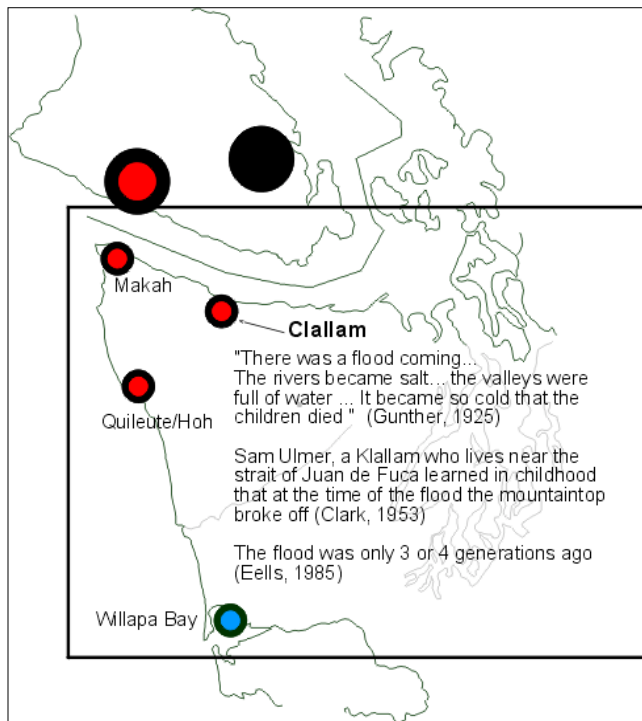 Makah
Clallam
"There was a flood coming...
The rivers became salt... the valleys were
full of water ... It became so cold that the
children died " (Gunther, 1925)
Quileute/Hoh
Sam Ulmer, a Klallam who lives near the
strait of Juan de Fuca learned in childhood
that at the time of the flood the mountaintop
broke off (Clark, 1953)
The flood was only 3 or 4 generations ago
(Eells, 1985)
Willapa Bay